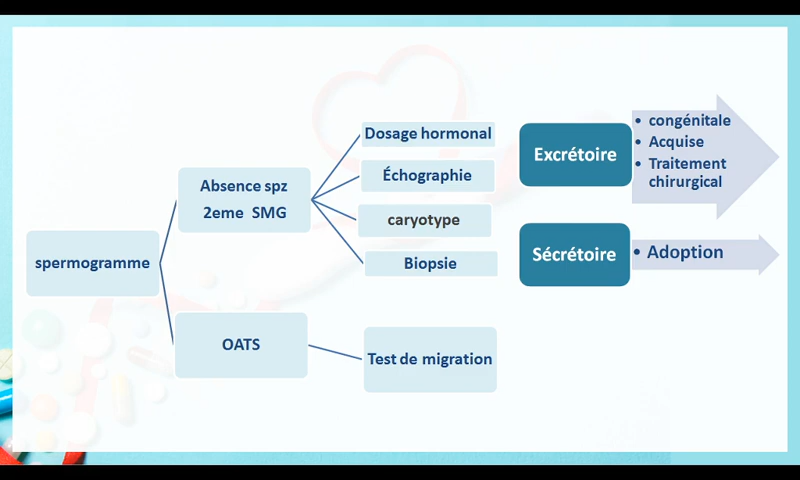 spermogramme
Absence spz
2eme SMG
OATS
Dosage hormonal
Échographie
caryotype
Biopsie
Test de migration
Excrétoire
• congénitale
• Acquise
• Traitement
chirurgical
Sécrétoire
• Adoption